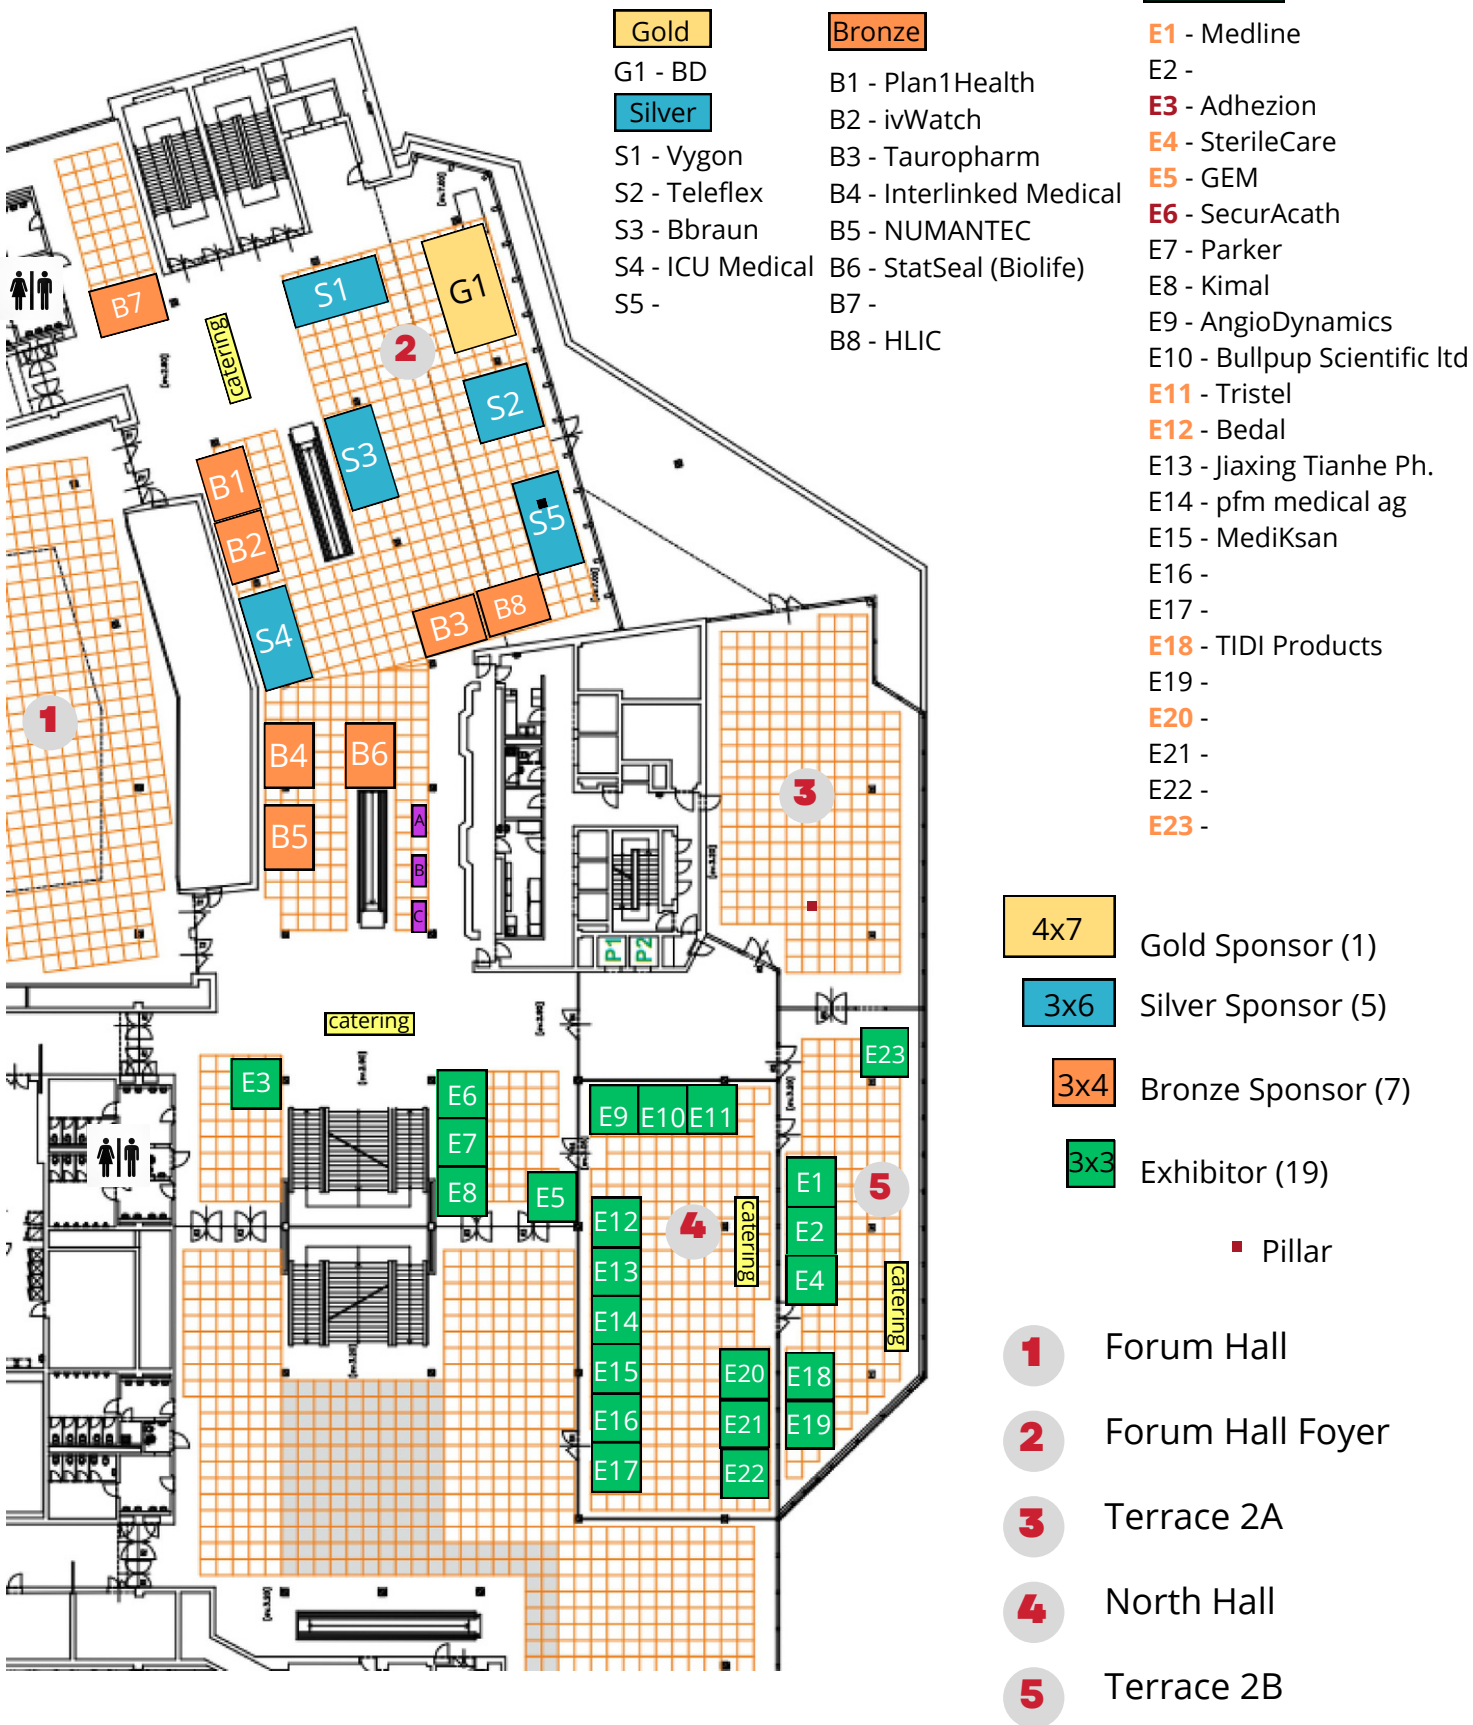 Gold
G1 - BD
Silver
S1 - Vygon
S2 - Teleflex
S3 - Bbraun
S4 - ICU Medical
S5 -
Bronze
B1 - Plan1Health
B2 - ivWatch
B3 - Tauropharm
B4 - Interlinked Medical
B5 - NUMANTEC
B6 - StatSeal (Biolife)
B7 -
B8 - HLIC
E1 - Medline
E2 -
E3 - Adhezion
E4 - SterileCare
E5 - GEM
E6 - SecurAcath
E7 - Parker
E8 - Kimal
E9 - AngioDynamics
E10 - Bullpup Scientific ltd
E11 - Tristel
E12 - Bedal
E13 - Jiaxing Tianhe Ph.
E14 - pfm medical ag
E15 - MediKsan
E16 -
E17 -
E18 - TIDI Products
E19 -
E20 -
E21 -
E22 -
E23 -
4x7
Gold Sponsor (1)
3x6
Silver Sponsor (5)
3x4
Bronze Sponsor (7)
3x3
Exhibitor (19)
Pillar
1
Forum Hall
2
Forum Hall Foyer
3
Terrace 2A
4
North Hall
5
Terrace 2B
B7
S1
G1
catering
2
S2
S3
B1
S5
B2
S4
B3
B8
1
B4
B6
B5
A
B
C
3
P1
P2
catering
E3
E6
E7
E8
E5
E9
E10
E11
E23
E12
E13
E14
E15
E16
E17
4
catering
E1
E2
E4
5
catering
E20
E21
E22
E18
E19